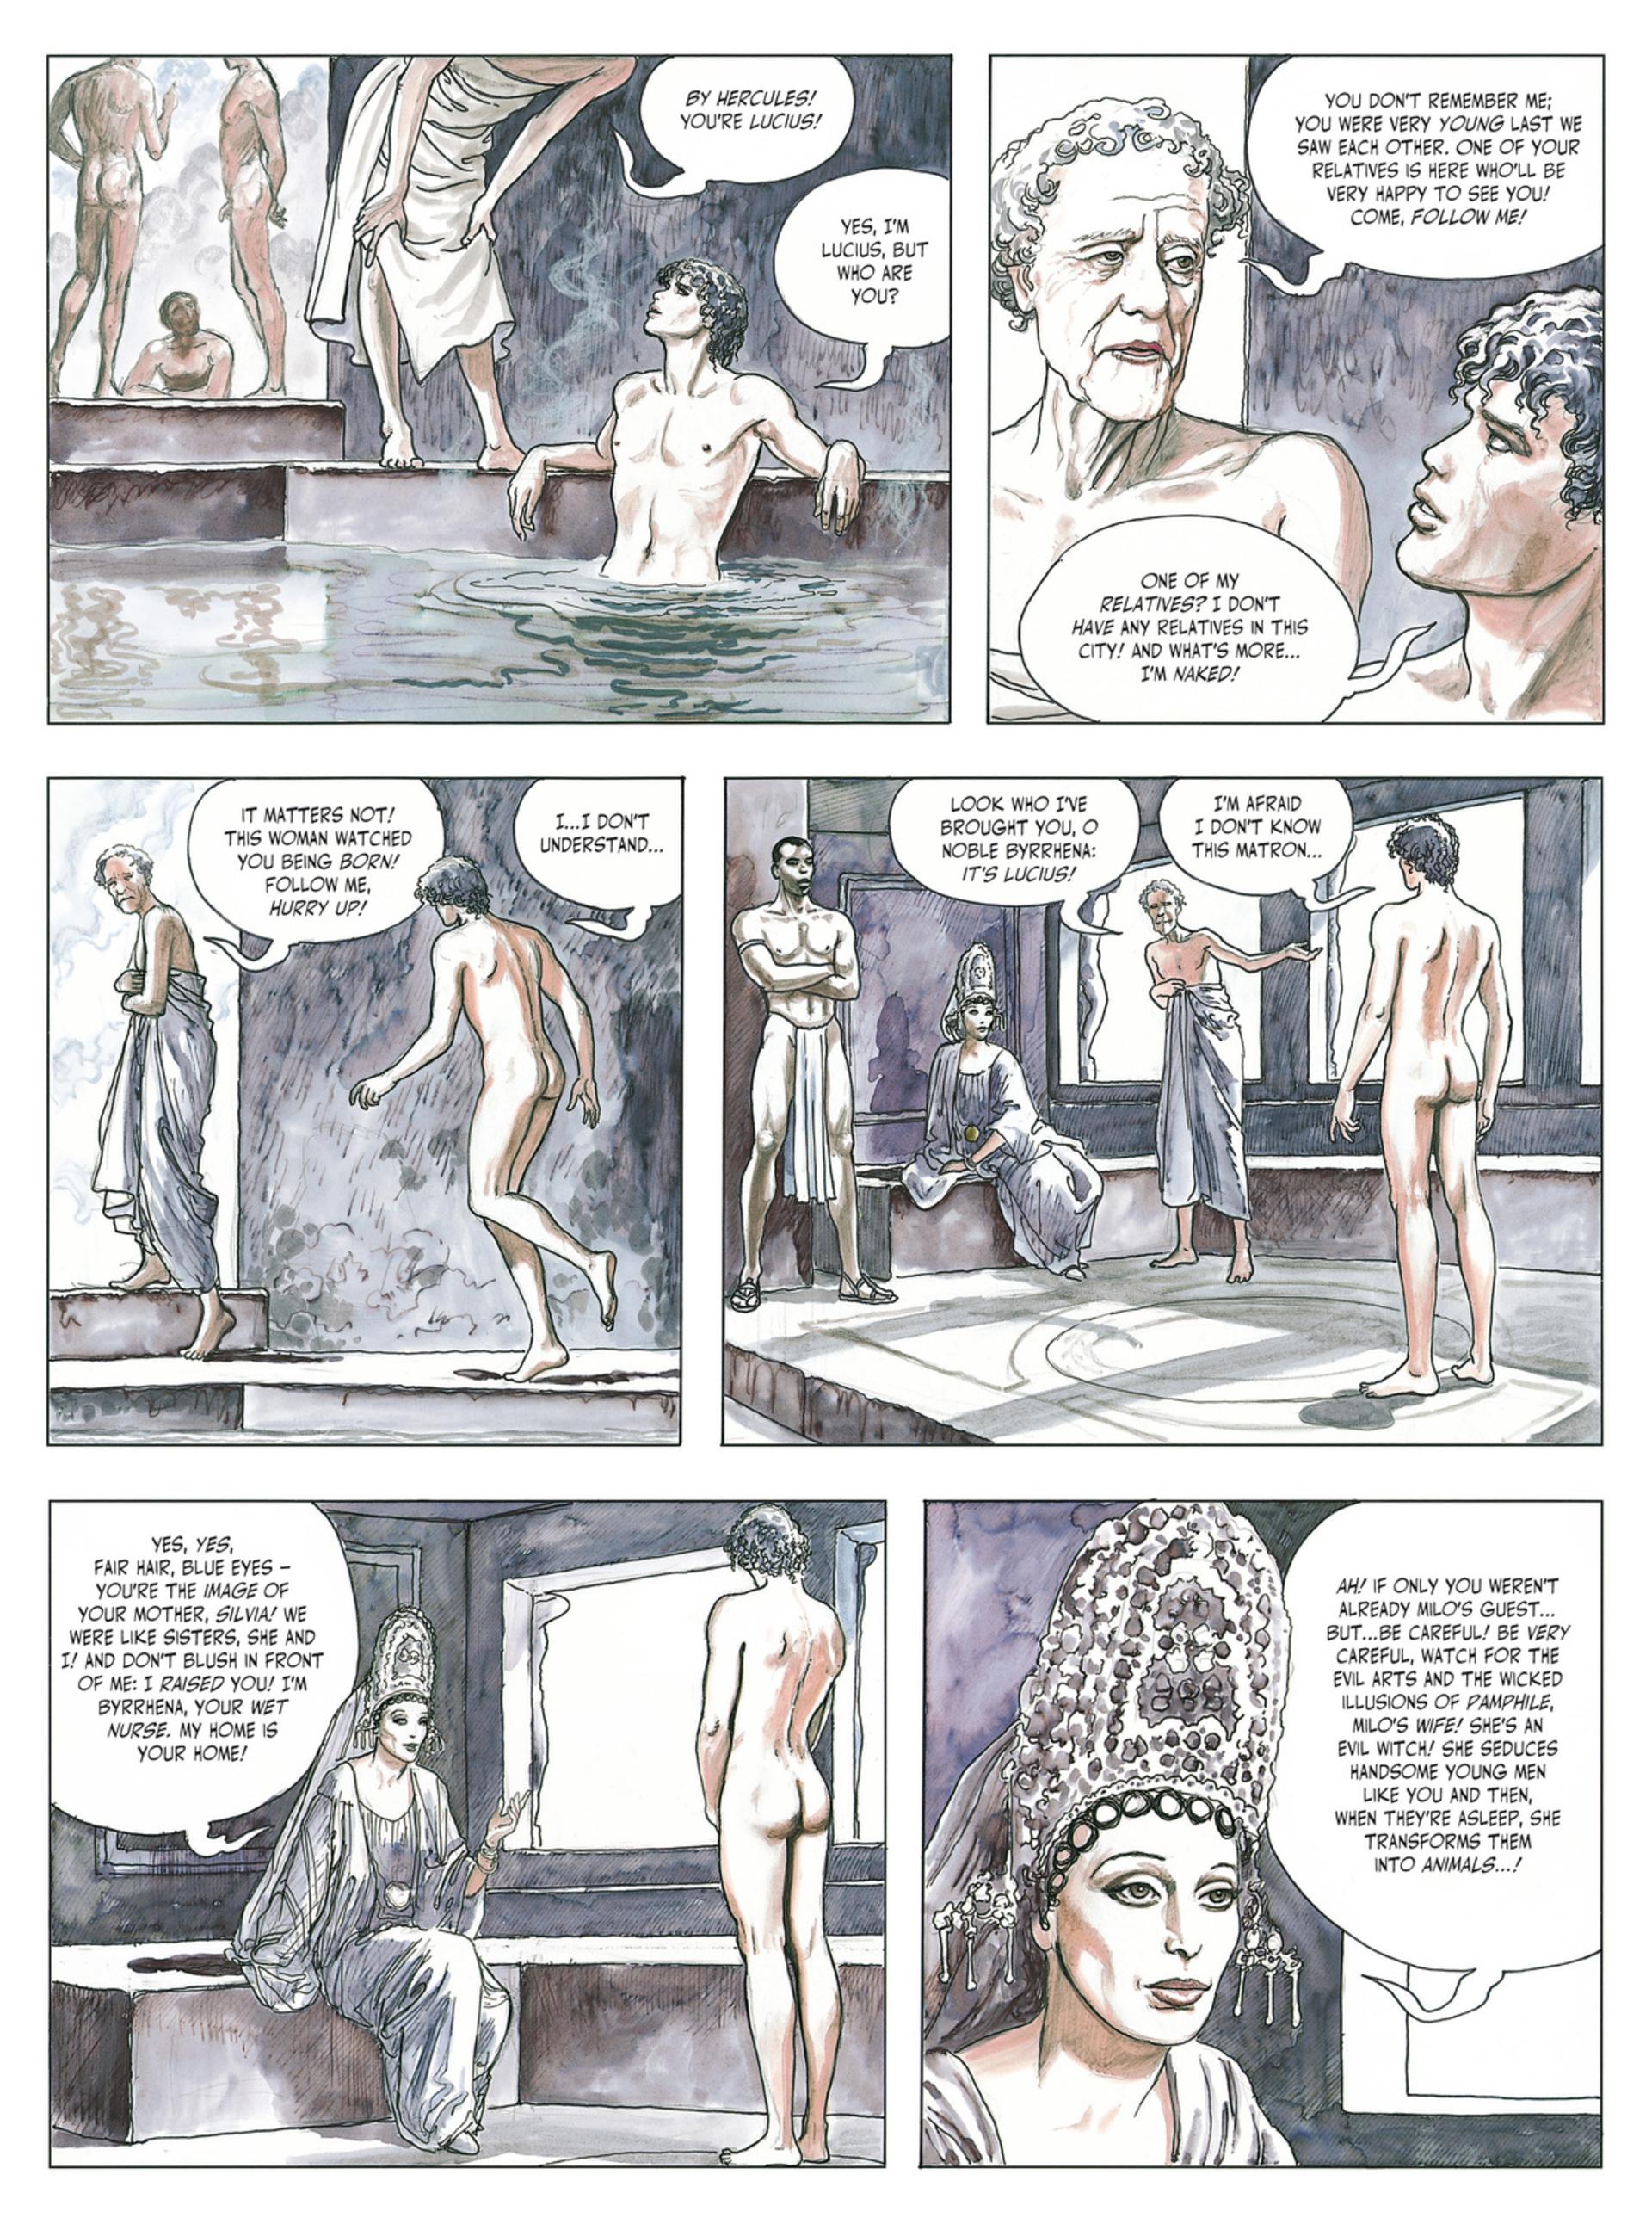 BY HERCULES!
YOU'RE LUCIUS!
YES, I'M
LUCIUS, BUT
WHO ARE
YOU?
YOU DON'T REMEMBER ME;
YOU WERE VERY YOUNG LAST WE
SAW EACH OTHER. ONE OF YOUR
RELATIVES IS HERE WHO'LL BE
VERY HAPPY TO SEE YOU!
COME, FOLLOW ME!
ONE OF MY
RELATIVES? I DON'T
HAVE ANY RELATIVES IN THIS
CITY! AND WHAT'S MORE...
I'M NAKED!
IT MATTERS NOT!
THIS WOMAN WATCHED
YOU BEING BORN!
FOLLOW ME,
HURRY UP!
I...I DON'T
UNDERSTAND...
LOOK WHO I'VE
BROUGHT YOU, O
NOBLE BYRRHENA:
IT'S LUCIUS!
I'M AFRAID
I DON'T KNOW
THIS MATRON...
YES, YES,
FAIR HAIR, BLUE EYES –
YOU'RE THE IMAGE OF
YOUR MOTHER, SILVIA! WE
WERE LIKE SISTERS, SHE AND
I! AND DON'T BLUSH IN FRONT
OF ME: I RAISED YOU! I'M
BYRRHENA, YOUR WET
NURSE. MY HOME IS
YOUR HOME!
AH! IF ONLY YOU WEREN'T
ALREADY MILO'S GUEST...
BUT...BE CAREFUL! BE VERY
CAREFUL, WATCH FOR THE
EVIL ARTS AND THE WICKED
ILLUSIONS OF PAMPHILE,
MILO'S WIFE! SHE'S AN
EVIL WITCH! SHE SEDUCES
HANDSOME YOUNG MEN
LIKE YOU AND THEN,
WHEN THEY'RE ASLEEP, SHE
TRANSFORMS THEM
INTO ANIMALS...!